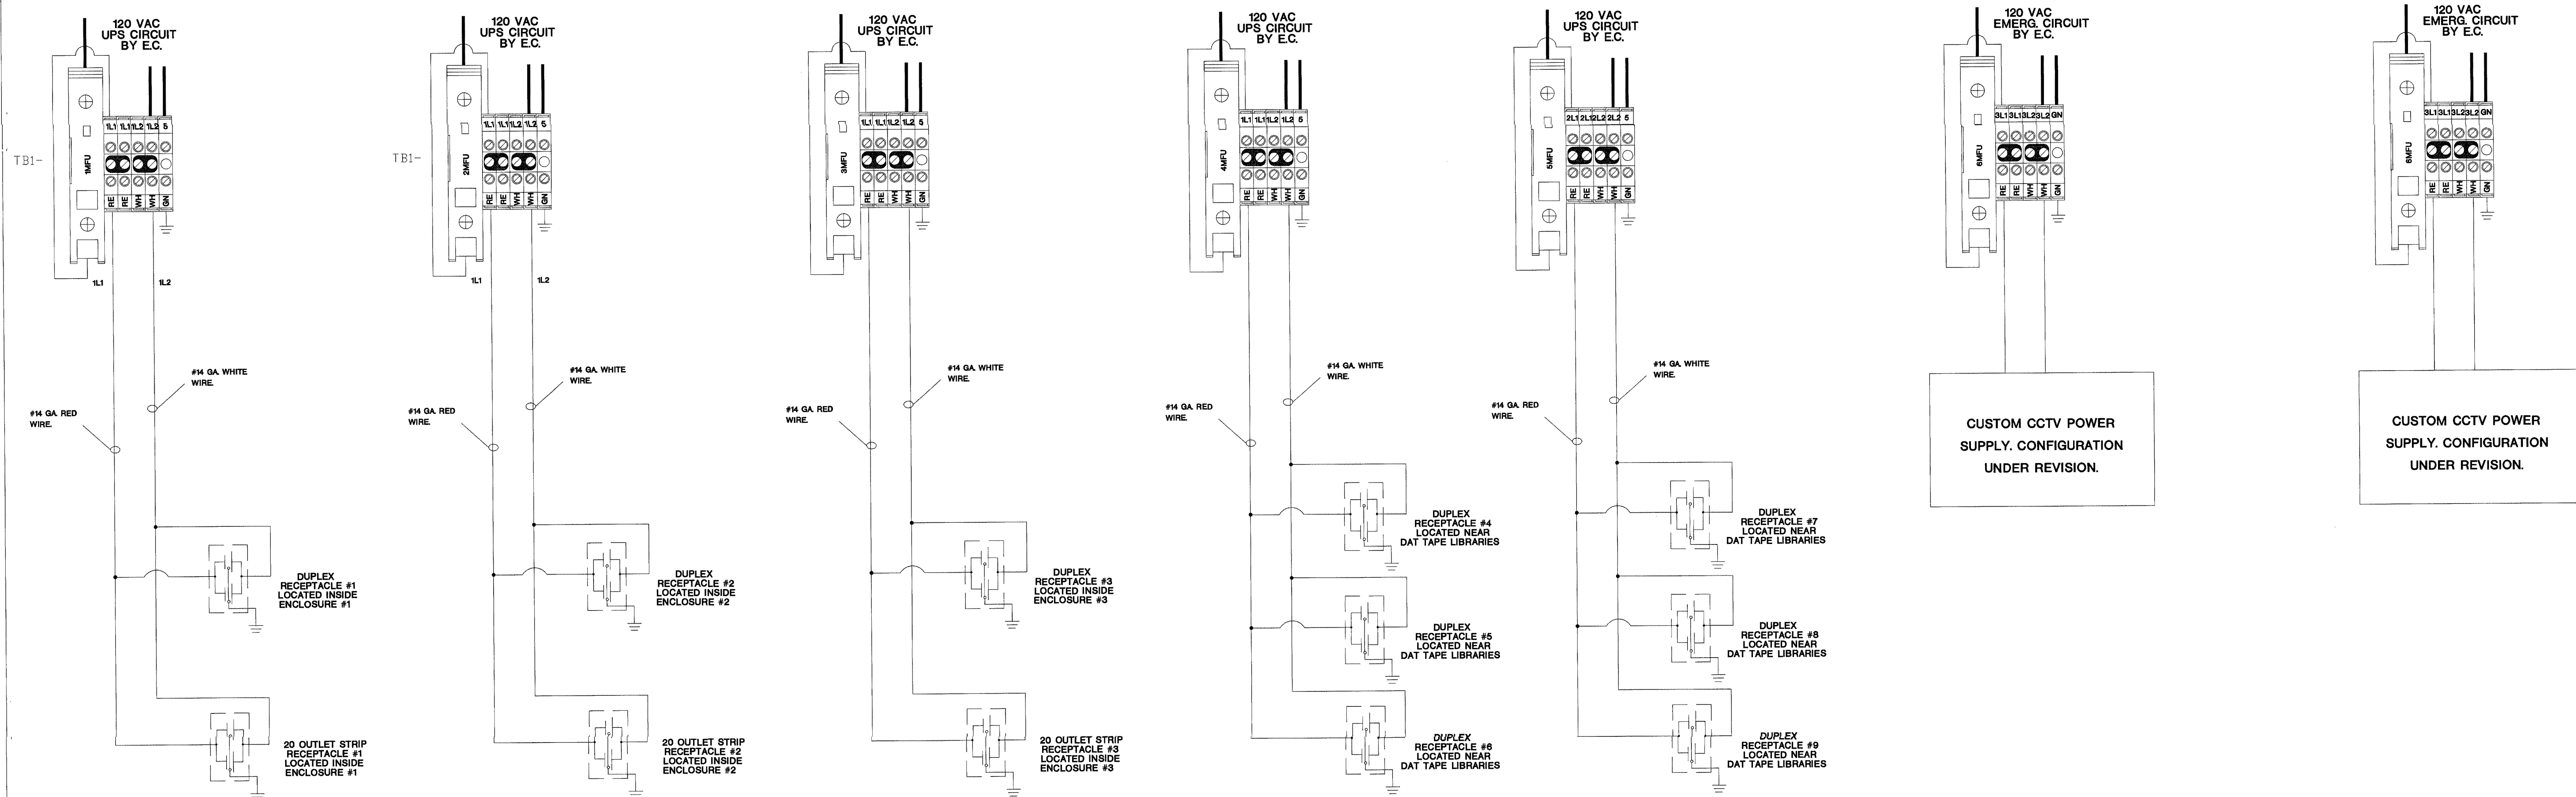 120 VAC
UPS CIRCUIT
BY E.C.
1MFU
TB1-
1L1 1L1 1L2 1L2 5
RE RE WH WH GN
1L1
1L2
#14 GA. WHITE
WIRE.
#14 GA. RED
WIRE.
DUPLEX
RECEPTACLE #1
LOCATED INSIDE
ENCLOSURE #1
20 OUTLET STRIP
RECEPTACLE #1
LOCATED INSIDE
ENCLOSURE #1
120 VAC
UPS CIRCUIT
BY E.C.
2MFU
TB1-
1L1 1L1 1L2 1L2 5
RE RE WH WH GN
1L1
1L2
#14 GA. WHITE
WIRE.
#14 GA. RED
WIRE.
DUPLEX
RECEPTACLE #2
LOCATED INSIDE
ENCLOSURE #2
20 OUTLET STRIP
RECEPTACLE #2
LOCATED INSIDE
ENCLOSURE #2
120 VAC
UPS CIRCUIT
BY E.C.
3MFU
1L1 1L1 1L2 1L2 5
RE RE WH WH GN
#14 GA. WHITE
WIRE.
#14 GA. RED
WIRE.
DUPLEX
RECEPTACLE #3
LOCATED INSIDE
ENCLOSURE #3
20 OUTLET STRIP
RECEPTACLE #3
LOCATED INSIDE
ENCLOSURE #3
120 VAC
UPS CIRCUIT
BY E.C.
4MFU
1L1 1L1 1L2 1L2 5
RE RE WH WH GN
#14 GA. WHITE
WIRE.
#14 GA. RED
WIRE.
DUPLEX
RECEPTACLE #4
LOCATED NEAR
DAT TAPE LIBRARIES
DUPLEX
RECEPTACLE #5
LOCATED NEAR
DAT TAPE LIBRARIES
DUPLEX
RECEPTACLE #6
LOCATED NEAR
DAT TAPE LIBRARIES
120 VAC
UPS CIRCUIT
BY E.C.
5MFU
2L1 2L1 2L2 2L2 5
RE RE WH WH GN
#14 GA. WHITE
WIRE.
#14 GA. RED
WIRE.
DUPLEX
RECEPTACLE #7
LOCATED NEAR
DAT TAPE LIBRARIES
DUPLEX
RECEPTACLE #8
LOCATED NEAR
DAT TAPE LIBRARIES
DUPLEX
RECEPTACLE #9
LOCATED NEAR
DAT TAPE LIBRARIES
120 VAC
EMERG. CIRCUIT
BY E.C.
6MFU
3L1 3L1 3L2 3L2 GN
RE RE WH WH GN
CUSTOM CCTV POWER
SUPPLY. CONFIGURATION
UNDER REVISION.
120 VAC
EMERG. CIRCUIT
BY E.C.
6MFU
3L1 3L1 3L2 3L2 GN
RE RE WH WH GN
CUSTOM CCTV POWER
SUPPLY. CONFIGURATION
UNDER REVISION.